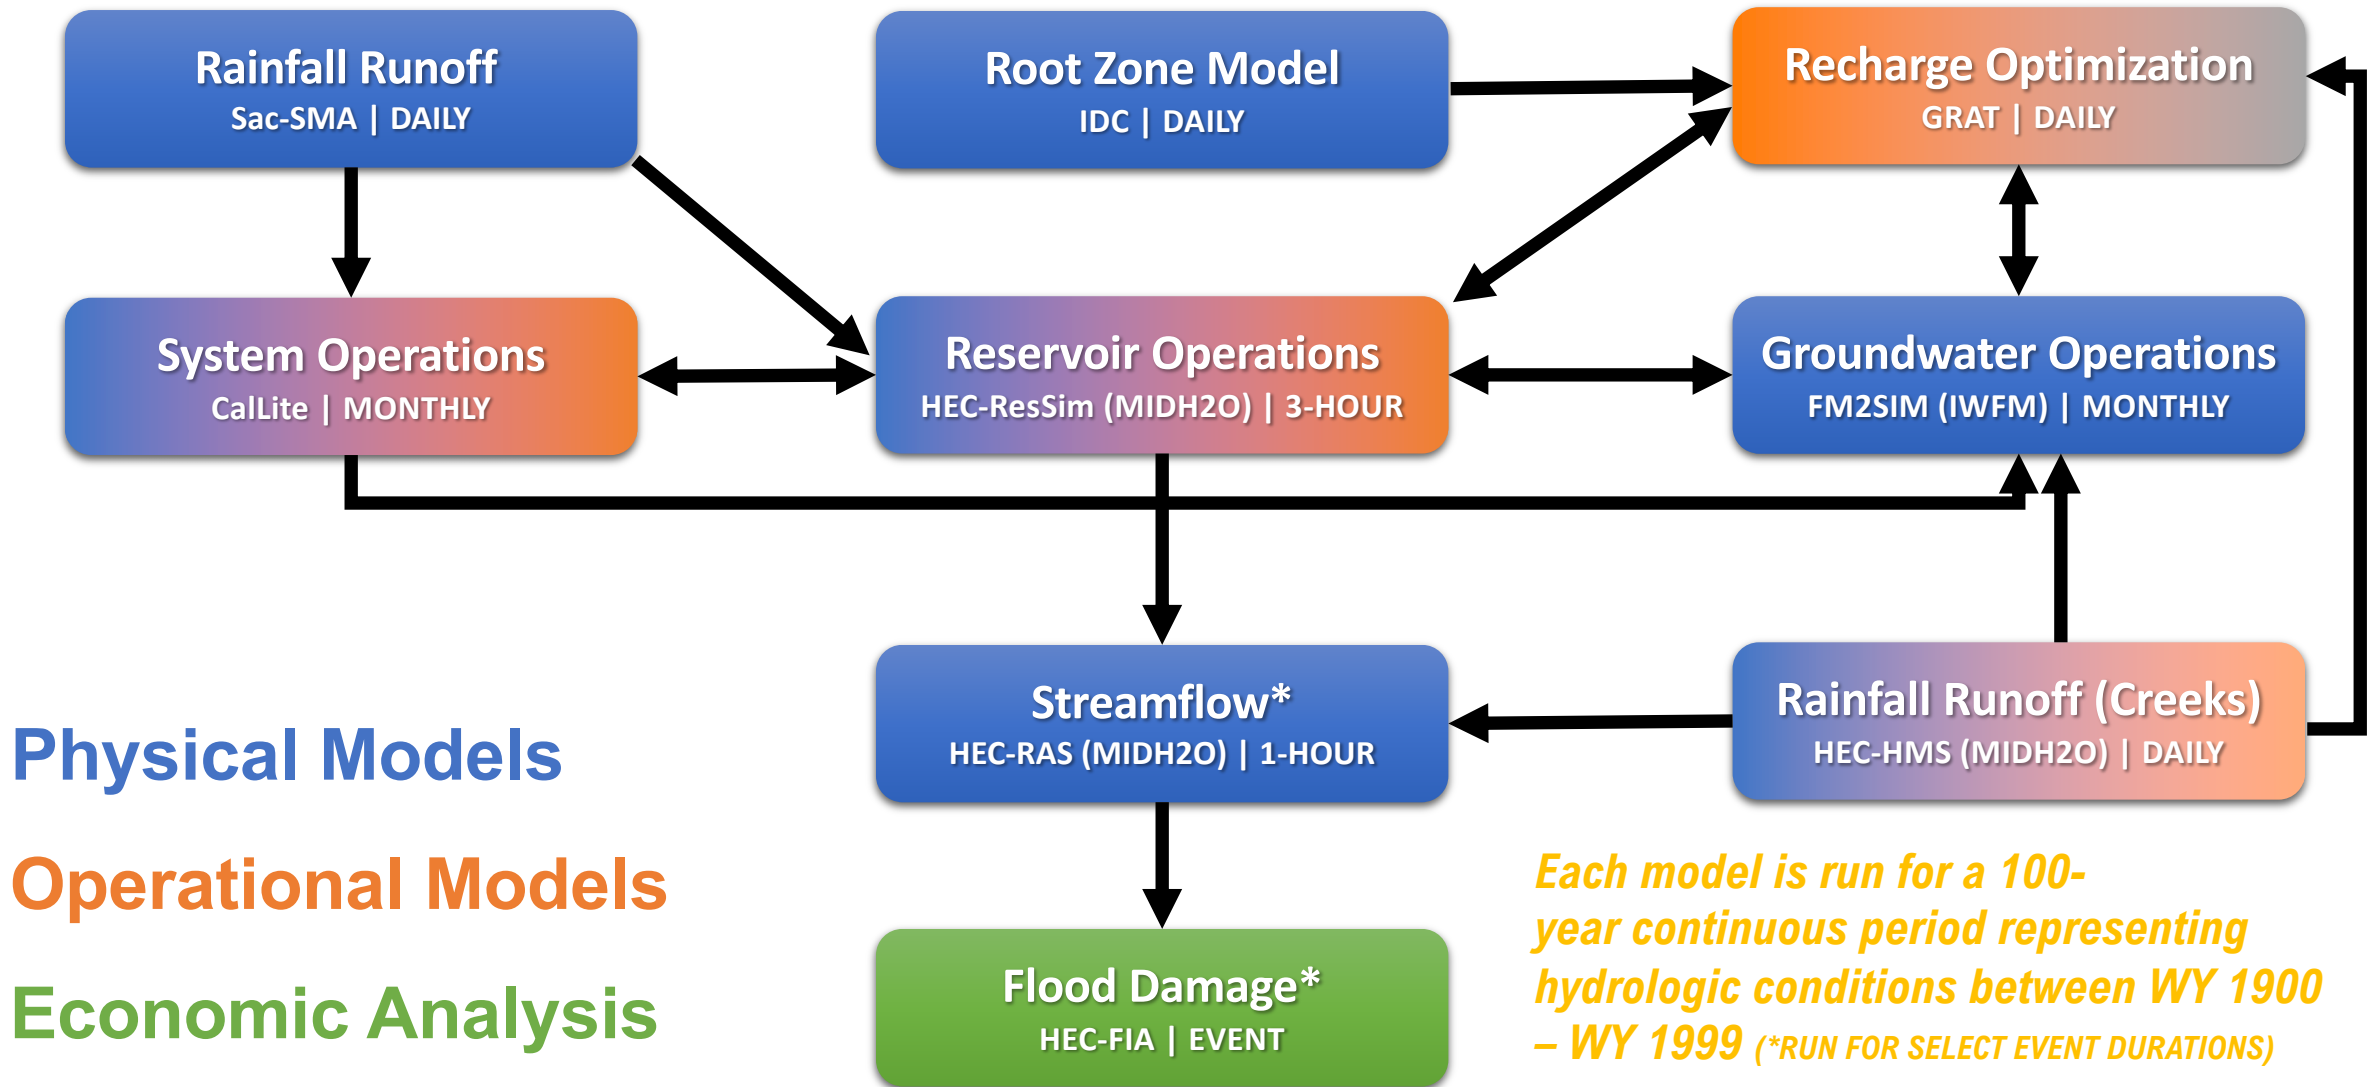 Rainfall Runoff
Sac-SMA | DAILY
Root Zone Model
IDC | DAILY
Recharge Optimization
GRAT | DAILY
System Operations
CalLite | MONTHLY
Reservoir Operations
HEC-ResSim (MIDH2O) | 3-HOUR
Groundwater Operations
FM2SIM (IWFM) | MONTHLY
Streamflow*
HEC-RAS (MIDH2O) | 1-HOUR
Rainfall Runoff (Creeks)
HEC-HMS (MIDH2O) | DAILY
Flood Damage*
HEC-FIA | EVENT
Physical Models
Operational Models
Economic Analysis
Each model is run for a 100-
year continuous period representing
hydrologic conditions between WY 1900
– WY 1999 (*RUN FOR SELECT EVENT DURATIONS)